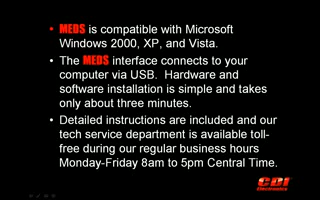 • MEDS is compatible with Microsoft
Windows 2000, XP, and Vista.
• The MEDS interface connects to your
computer via USB.  Hardware and
software installation is simple and takes
only about three minutes.
• Detailed instructions are included and our
tech service department is available toll-
free during our regular business hours
Monday-Friday 8am to 5pm Central Time.
CDI
Electronics